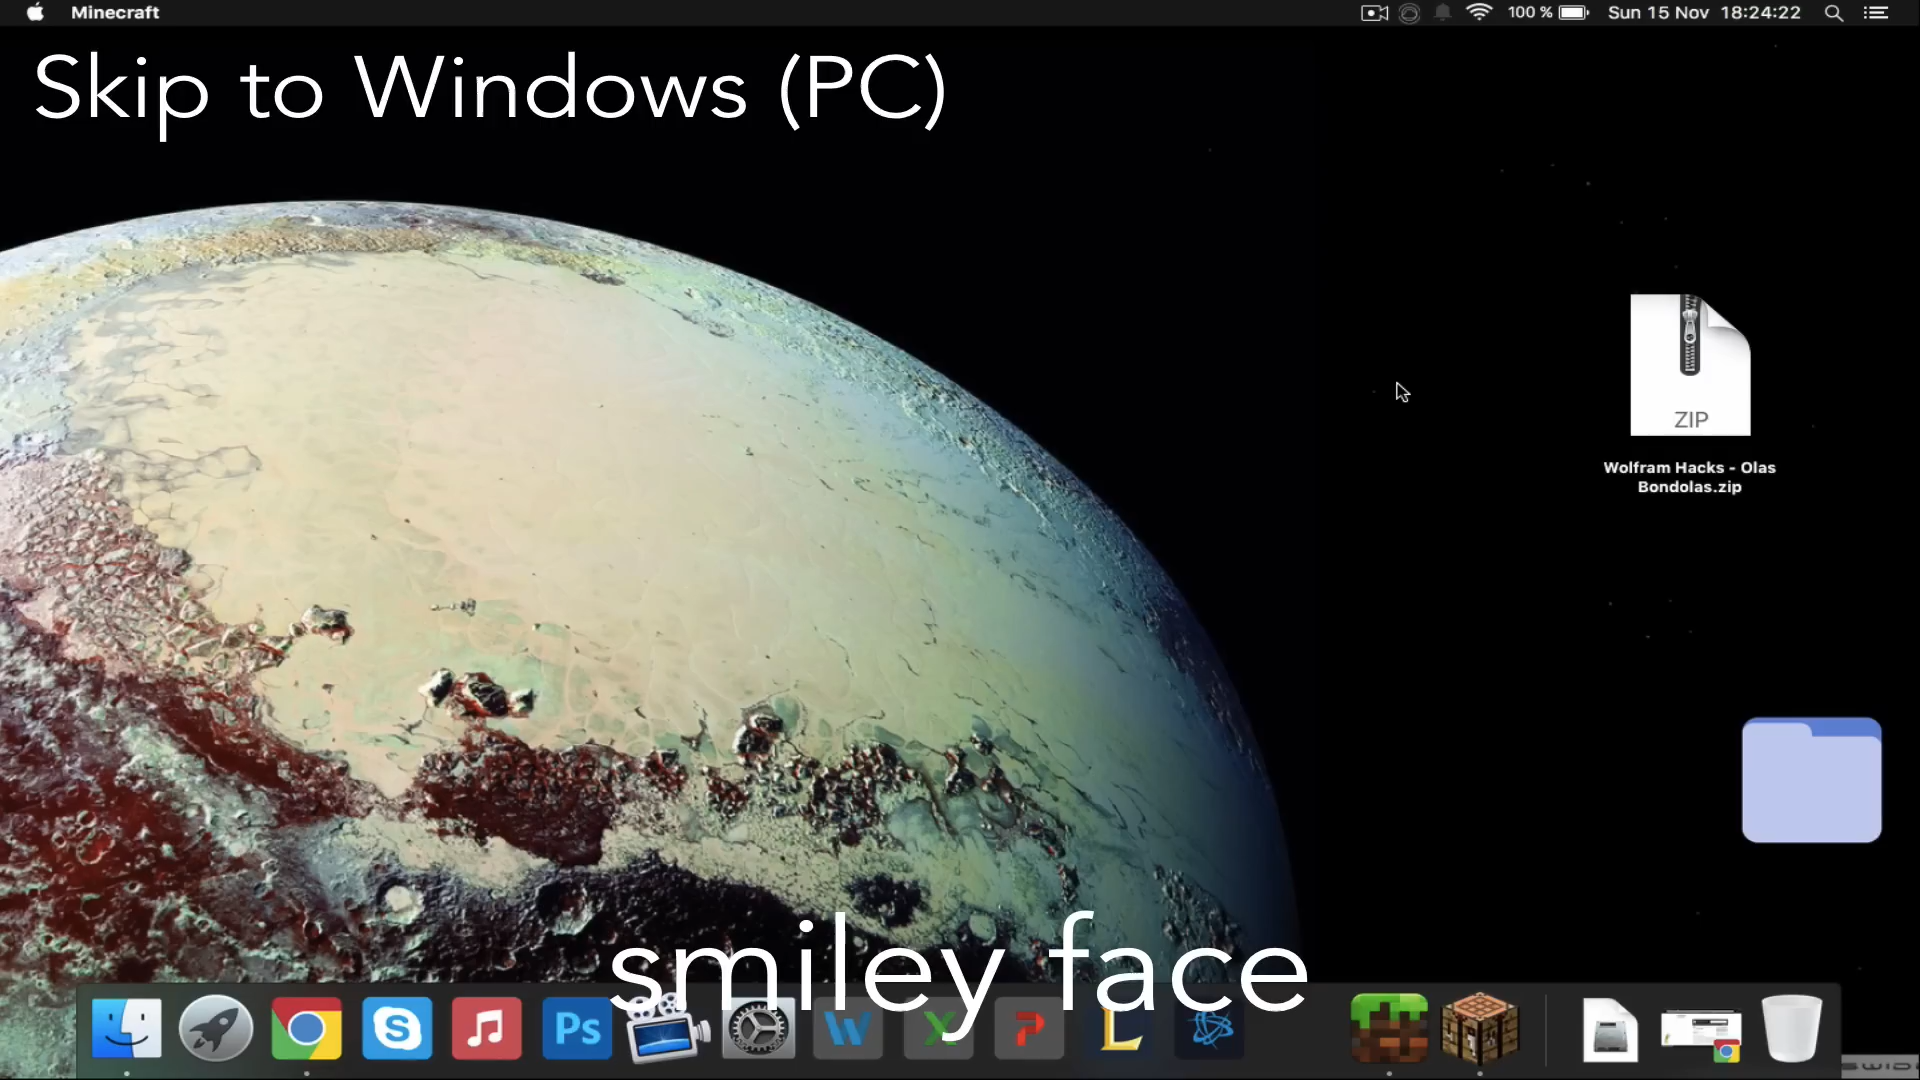 Minecraft
100 %
Sun 15 Nov 18:24:22
Skip to Windows (PC)
ZIP
Wolfram Hacks - Olas
Bondolas.zip
smiley face
S
Ps
W
X
P
L